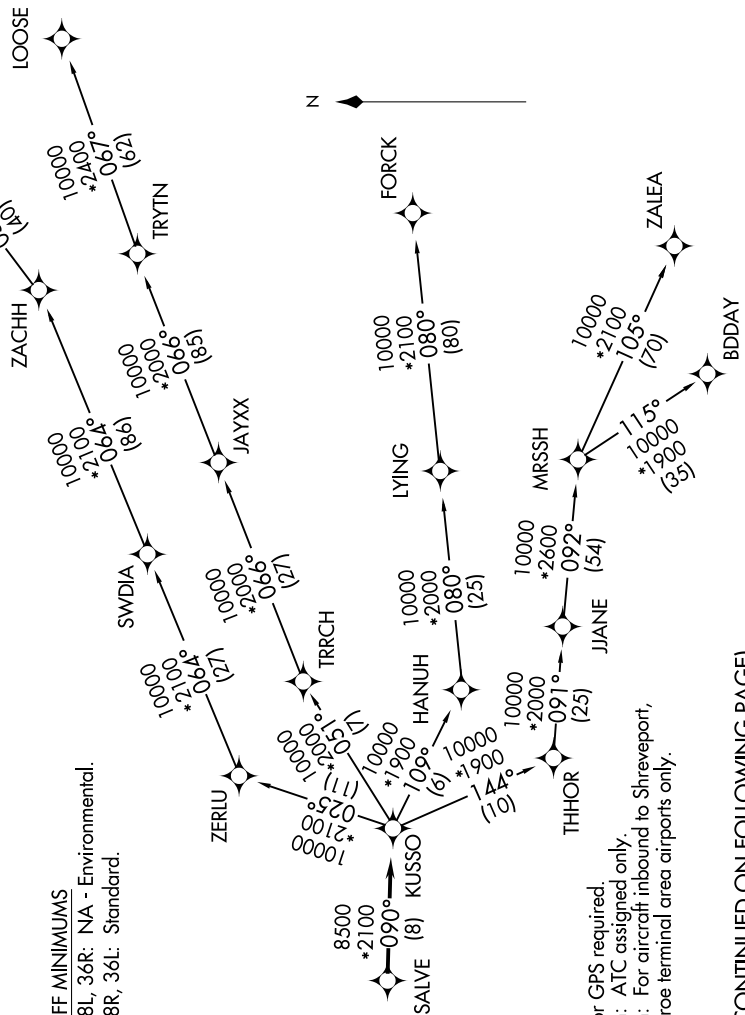 LOOSE
N
10000
*2400
067°
(62)
(40)
ZACHH
TRYTN
FORCK
ZALEA
10000
*2000
066°
(85)
10000
*2100
064°
(86)
JAYXX
10000
*2100
080°
(80)
LYING
10000
*2100
105°
(70)
BDDAY
115°
10000
*1900
(35)
MRSSH
SWDIA
10000
*2000
066°
(27)
10000
*2100
064°
(27)
TRRCH
10000
*2000
080°
(25)
HANUH
10000
*2600
092°
(54)
JJANE
10000
*2000
091°
(25)
THHOR
ZERLU
10000
*2100
025°
(11)
10000
*2000
051°
(7)
10000
*1900
109°
(6)
10000
*1900
144°
(10)
KUSSO
8500
*2100
090°
(8)
SALVE
FF MINIMUMS
8L, 36R: NA - Environmental.
8R, 36L: Standard.
or GPS required.
: ATC assigned only.
: For aircraft inbound to Shreveport,
roe terminal area airports only.
CONTINUED ON FOLLOWING PAGE)